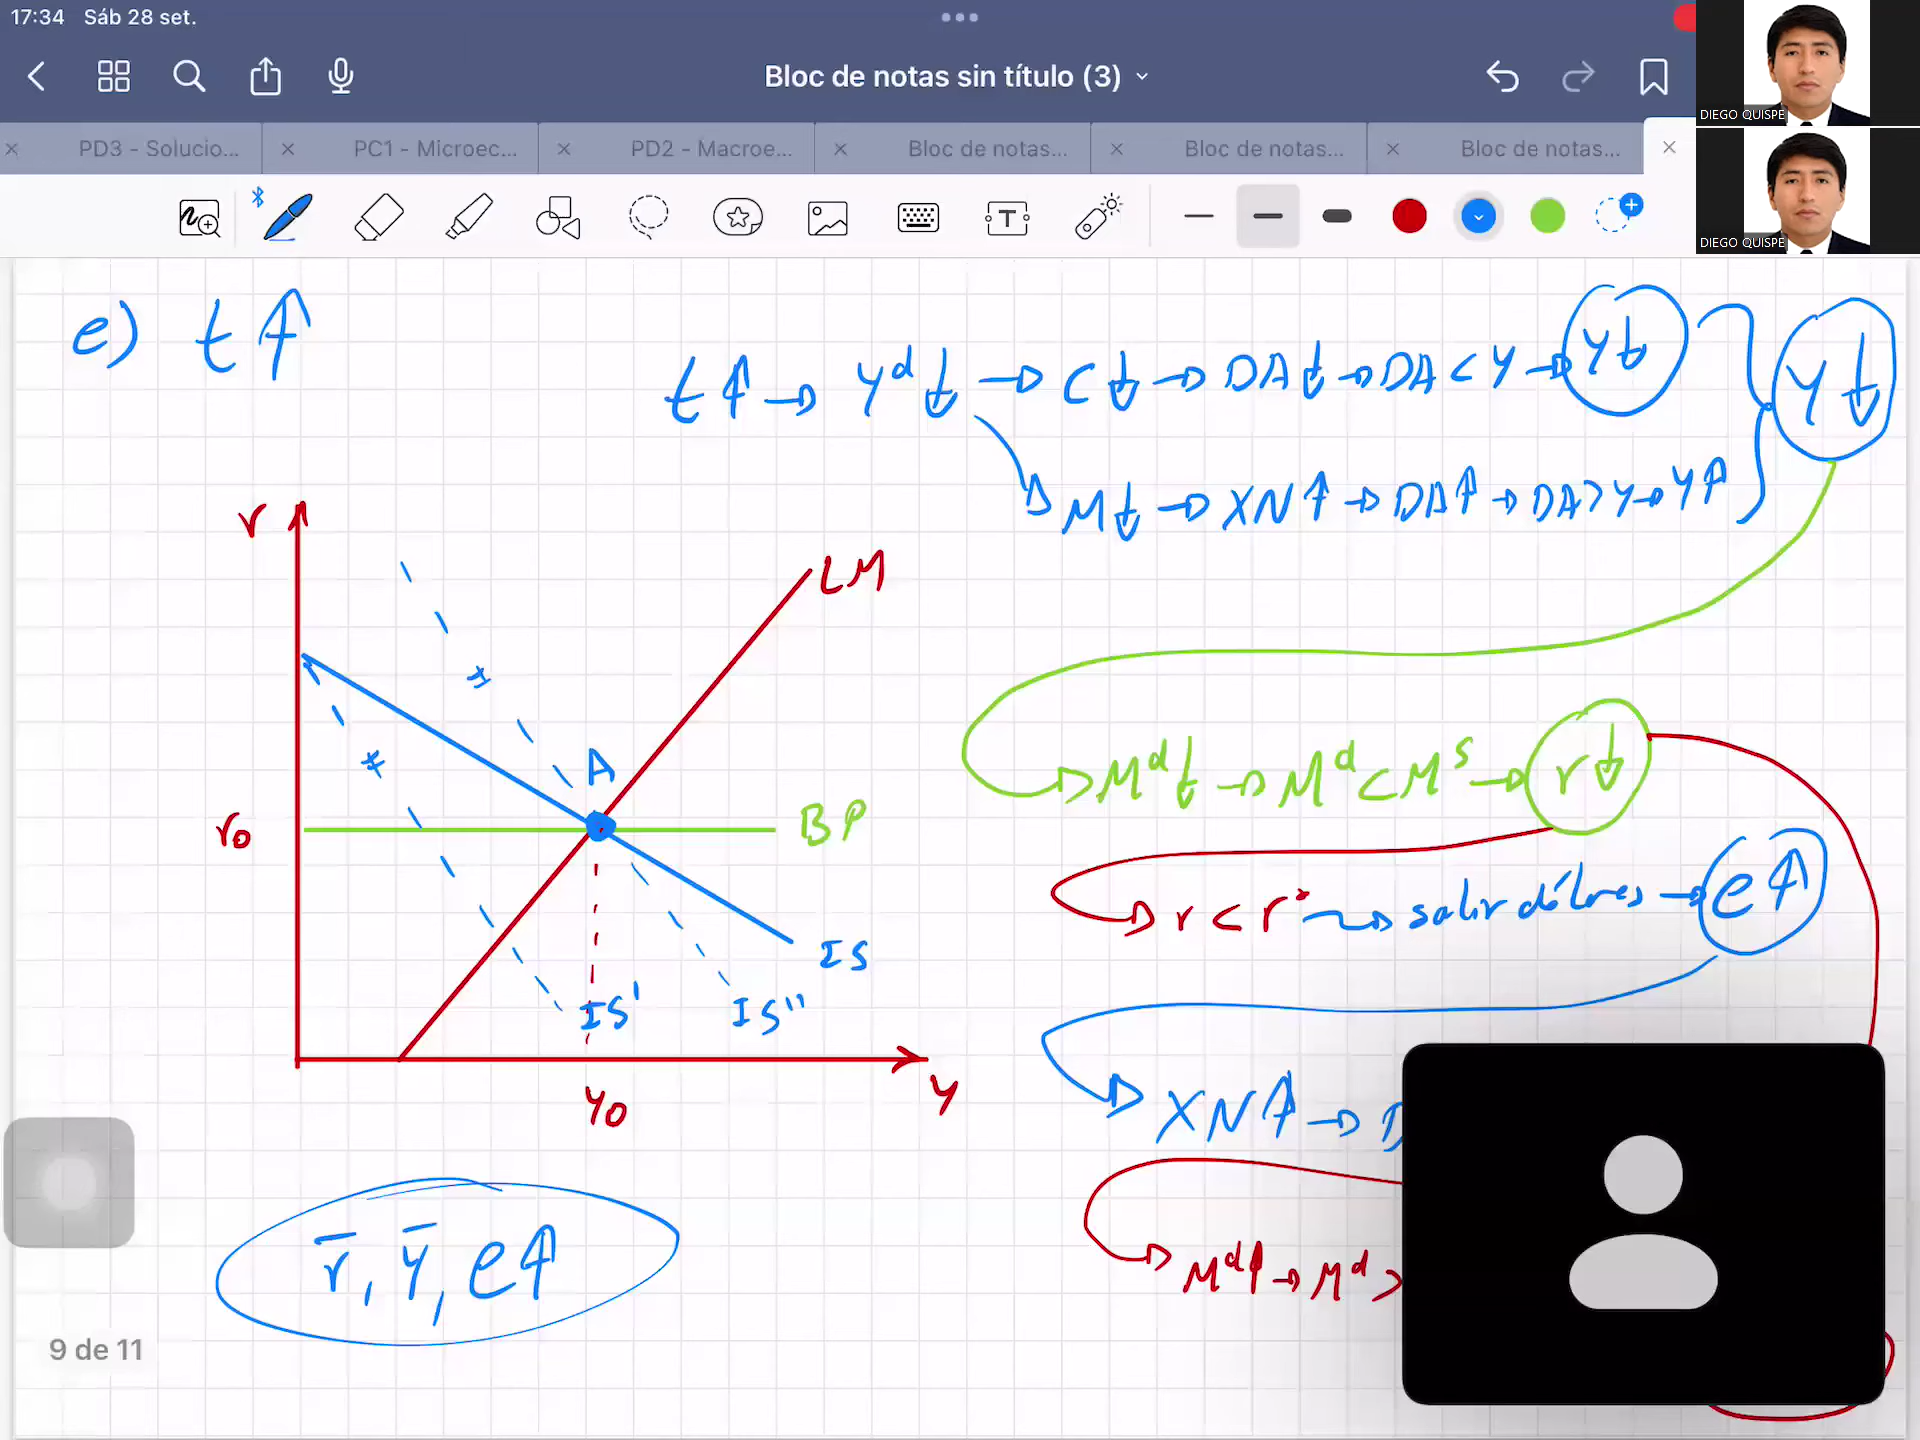 17:34 Sáb 28 set.
Bloc de notas sin título (3)
PD3 - Solucio...
PC1 - Microec...
PD2 - Macroe...
Bloc de notas...
Bloc de notas...
Bloc de notas...
DIEGO QUISPE
DIEGO QUISPE
e) t↑
t↑ → Yᵈ↓ → C↓ → DA↓ → DA < Y → Y↓
Y↓
M↓ → XN↑ → DA↑ → DA > Y → Y↑
r
LM
A
r₀
BP
IS
IS'
IS''
Y₀
Y
Mᵈ↓ → Mᵈ < Mˢ → r↓
r < r* → salir dólares → e↑
XN↑ → D
Mᵈ↑ → Mᵈ >
r̄, Ȳ, e↑
9 de 11